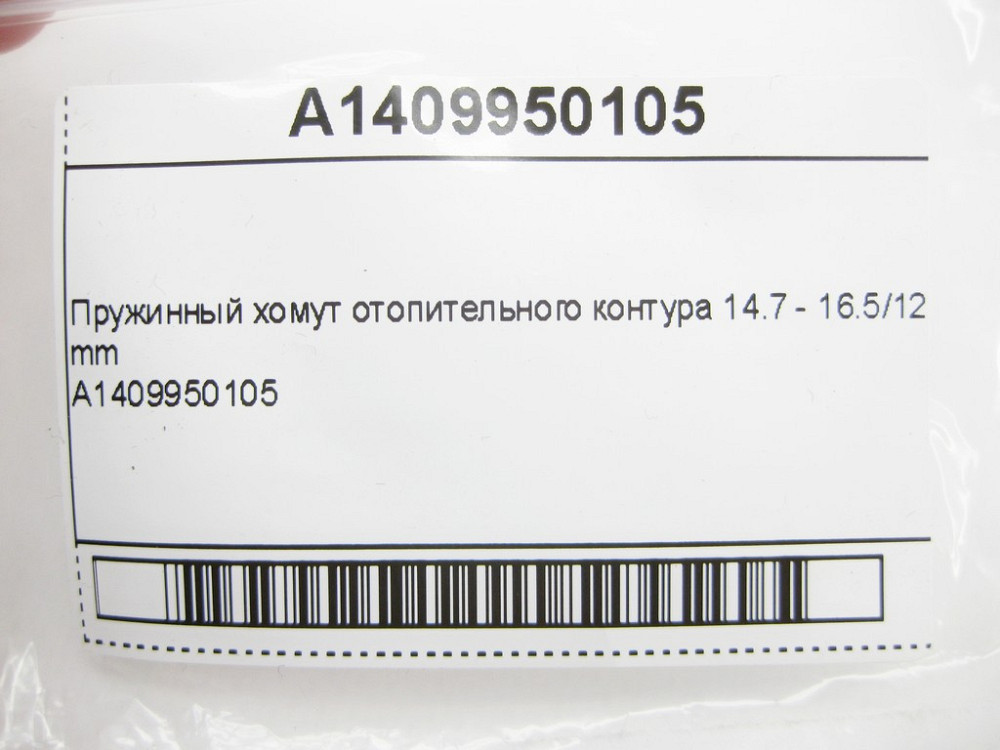 A1409950105
Пружинный хомут отопительного контура 14.7 - 16.5/12
mm
A1409950105